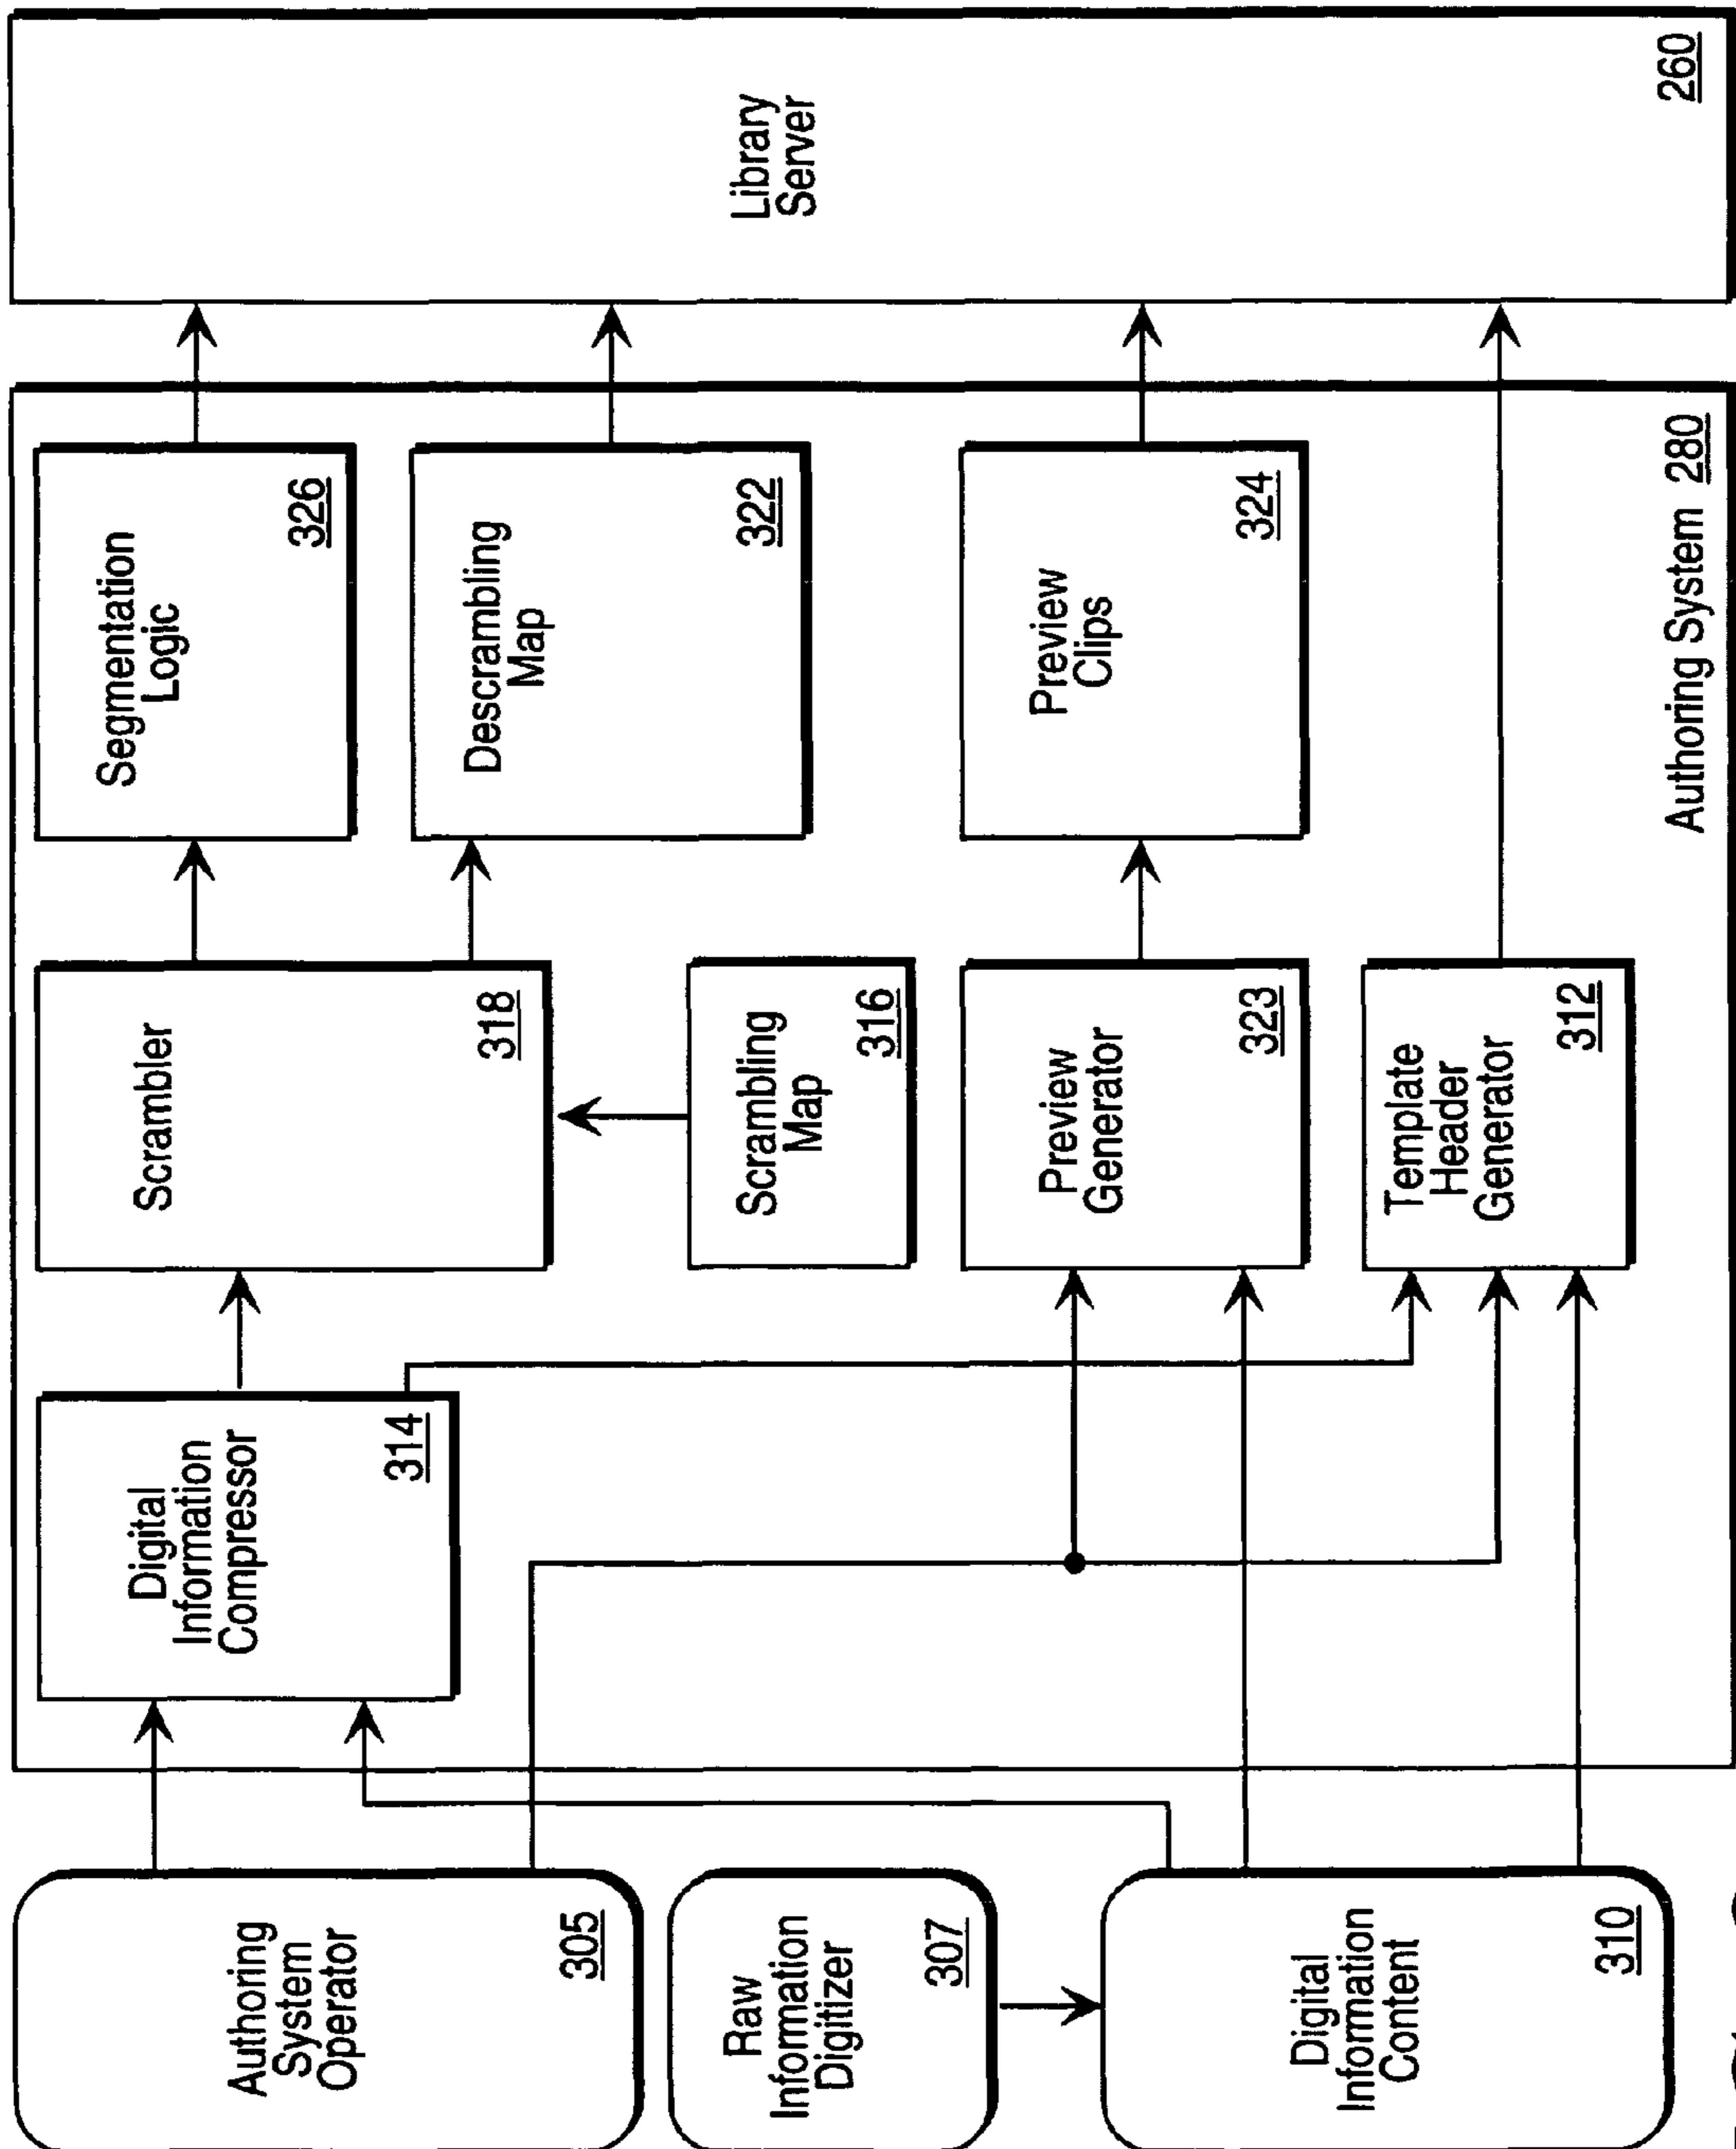 Authoring
System
Operator
305
Raw
Information
Digitizer
307
Digital
Information
Content
310
Digital
Information
Compressor
314
Scrambler
318
Scrambling
Map
316
Preview
Generator
323
Template
Header
Generator
312
Segmentation
Logic
326
Descrambling
Map
322
Preview
Clips
324
Authoring System 280
Library
Server
260